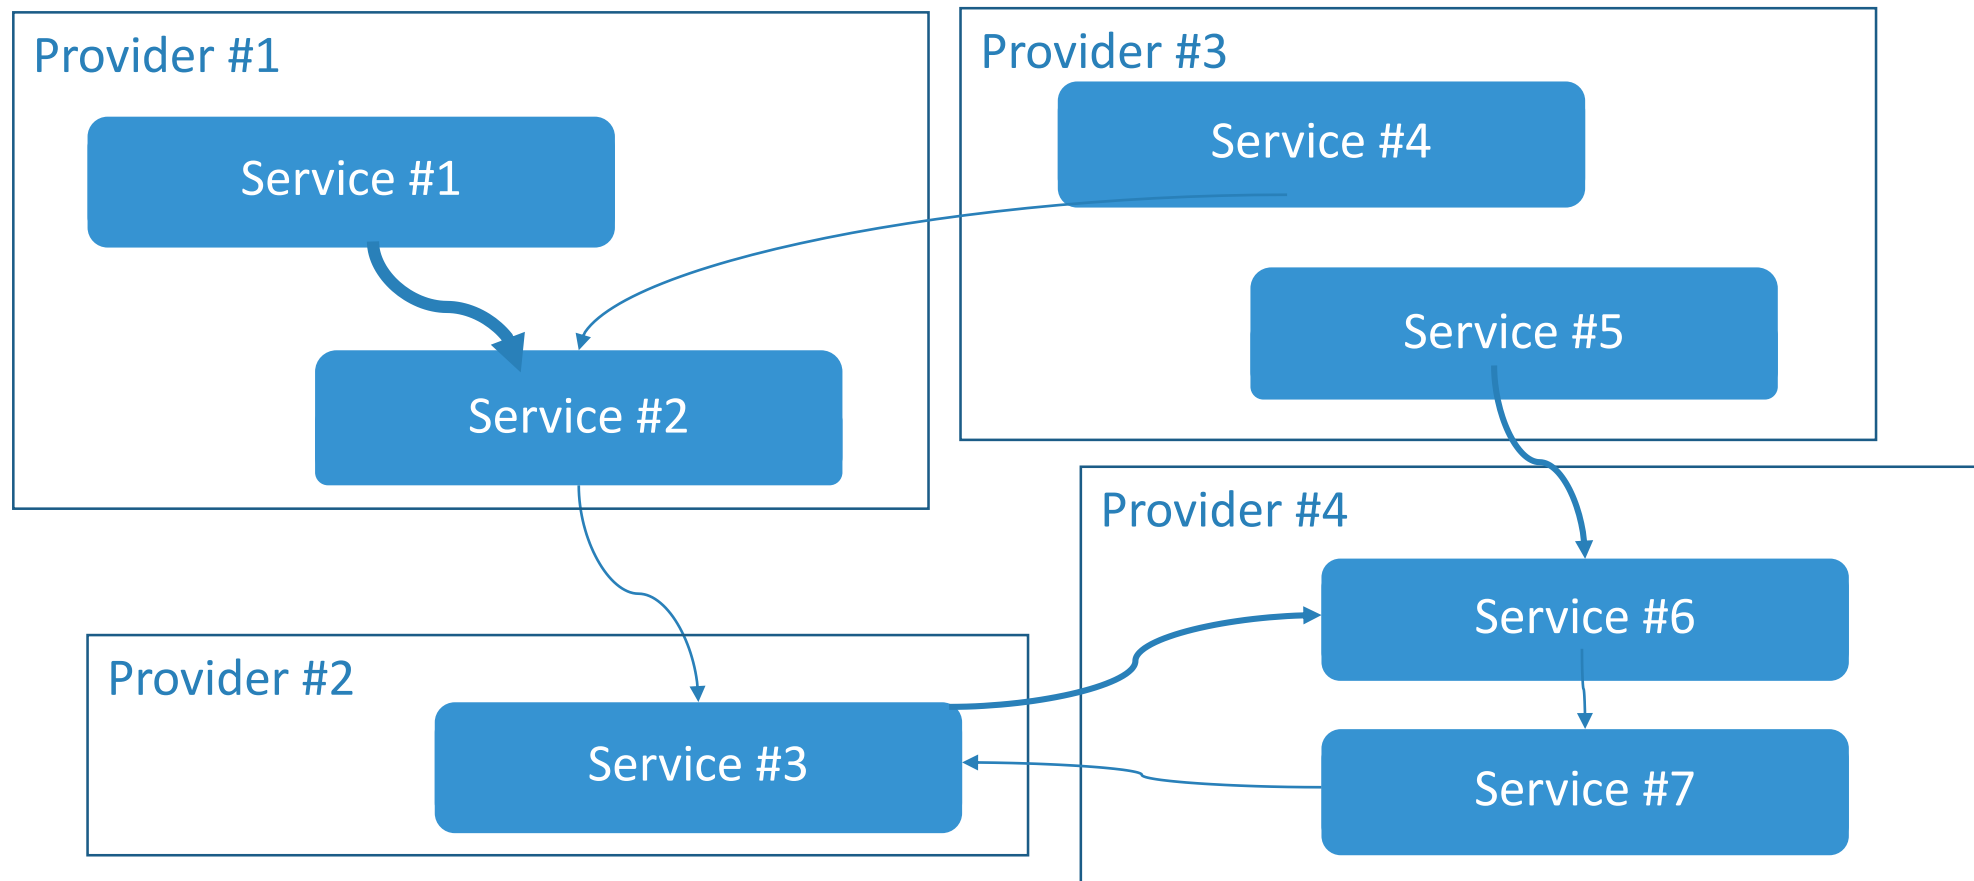 Provider #1
Service #1
Service #2
Provider #3
Service #4
Service #5
Provider #2
Service #3
Provider #4
Service #6
Service #7